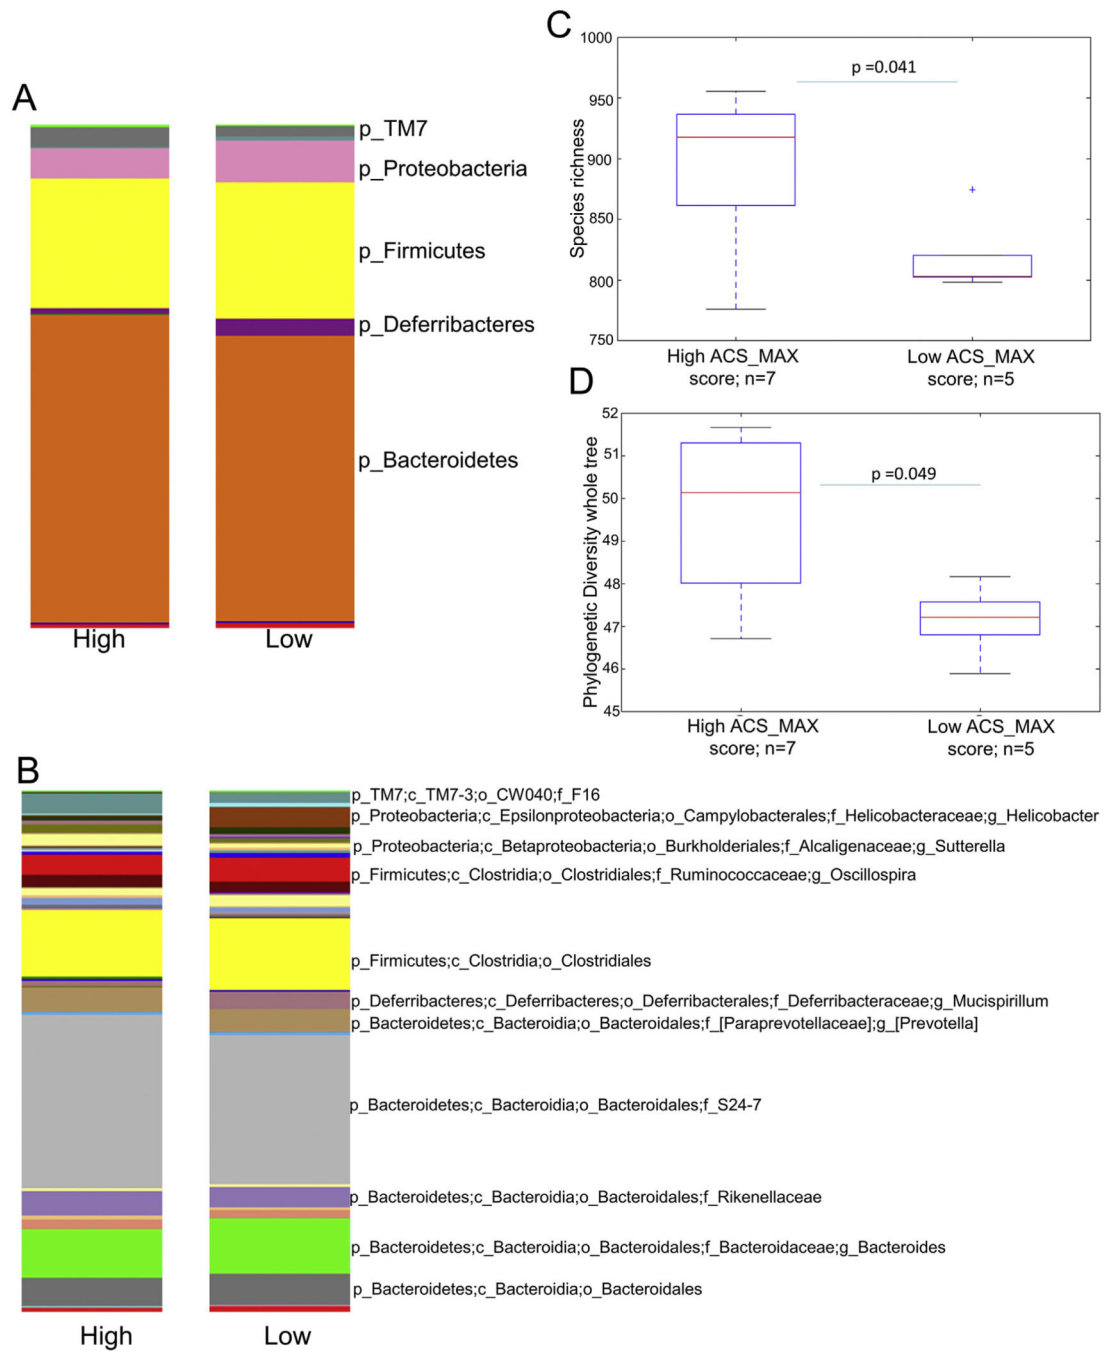 A
p_TM7
p_Proteobacteria
p_Firmicutes
p_Deferribacteres
p_Bacteroidetes
High
Low
C
Species richness
1000
950
900
850
800
750
p =0.041
High ACS_MAX
score; n=7
Low ACS_MAX
score; n=5
D
Phylogenetic Diversity whole tree
52
51
50
49
48
47
46
45
p =0.049
High ACS_MAX
score; n=7
Low ACS_MAX
score; n=5
B
p_TM7;c_TM7-3;o_CW040;f_F16
p_Proteobacteria;c_Epsilonproteobacteria;o_Campylobacterales;f_Helicobacteraceae;g_Helicobacter
p_Proteobacteria;c_Betaproteobacteria;o_Burkholderiales;f_Alcaligenaceae;g_Sutterella
p_Firmicutes;c_Clostridia;o_Clostridiales;f_Ruminococcaceae;g_Oscillospira
p_Firmicutes;c_Clostridia;o_Clostridiales
p_Deferribacteres;c_Deferribacteres;o_Deferribacterales;f_Deferribacteraceae;g_Mucispirillum
p_Bacteroidetes;c_Bacteroidia;o_Bacteroidales;f_[Paraprevotellaceae];g_[Prevotella]
p_Bacteroidetes;c_Bacteroidia;o_Bacteroidales;f_S24-7
p_Bacteroidetes;c_Bacteroidia;o_Bacteroidales;f_Rikenellaceae
p_Bacteroidetes;c_Bacteroidia;o_Bacteroidales;f_Bacteroidaceae;g_Bacteroides
p_Bacteroidetes;c_Bacteroidia;o_Bacteroidales
High
Low